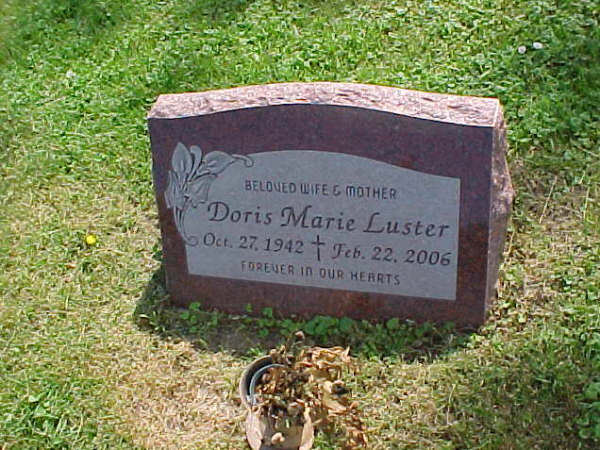 BELOVED WIFE & MOTHER
Doris Marie Luster
Oct. 27, 1942 † Feb. 22, 2006
FOREVER IN OUR HEARTS